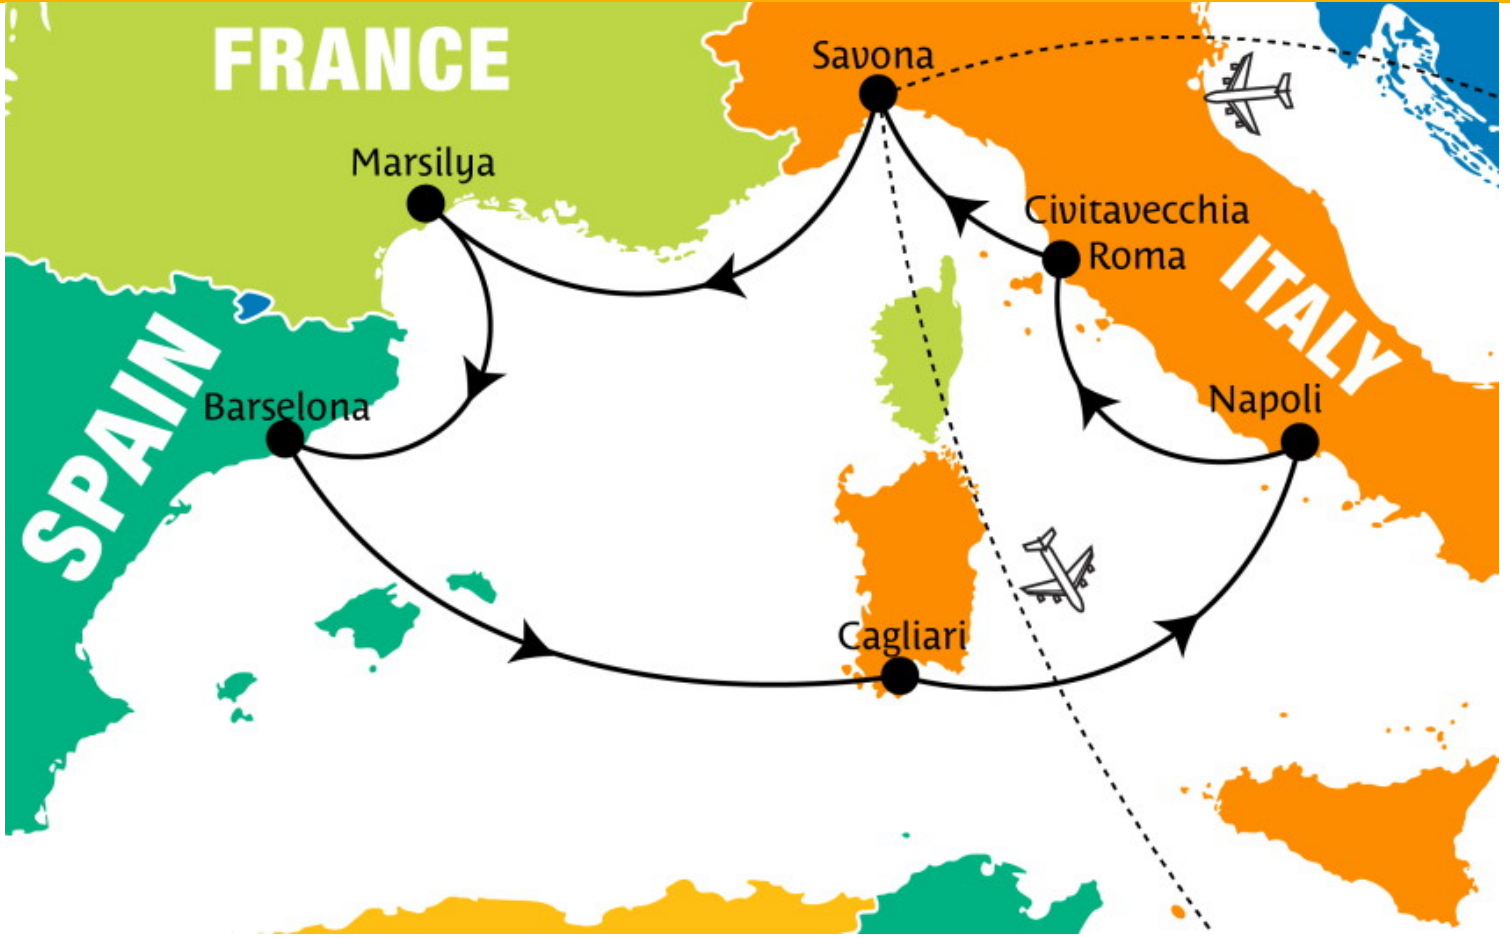 FRANCE
Savona
Marsilya
Civitavecchia
Roma
ITALY
SPAIN
Barselona
Napoli
Cagliari